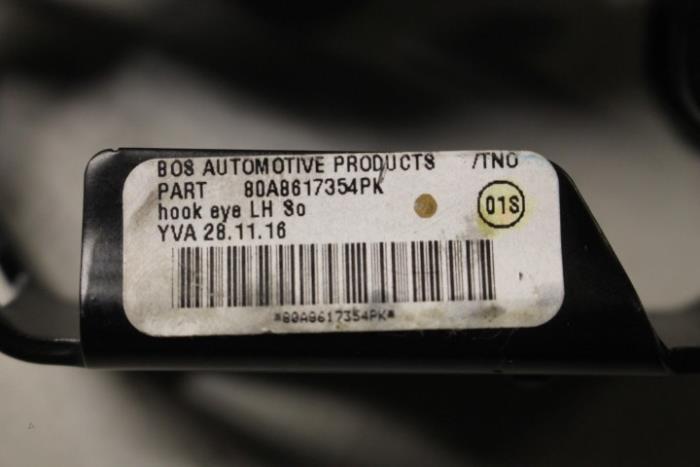 BOS AUTOMOTIVE PRODUCTS /TNO
PART 80A8617354PK
hook eye LH So
01S
YVA 28.11.16
*80A8617354PK*